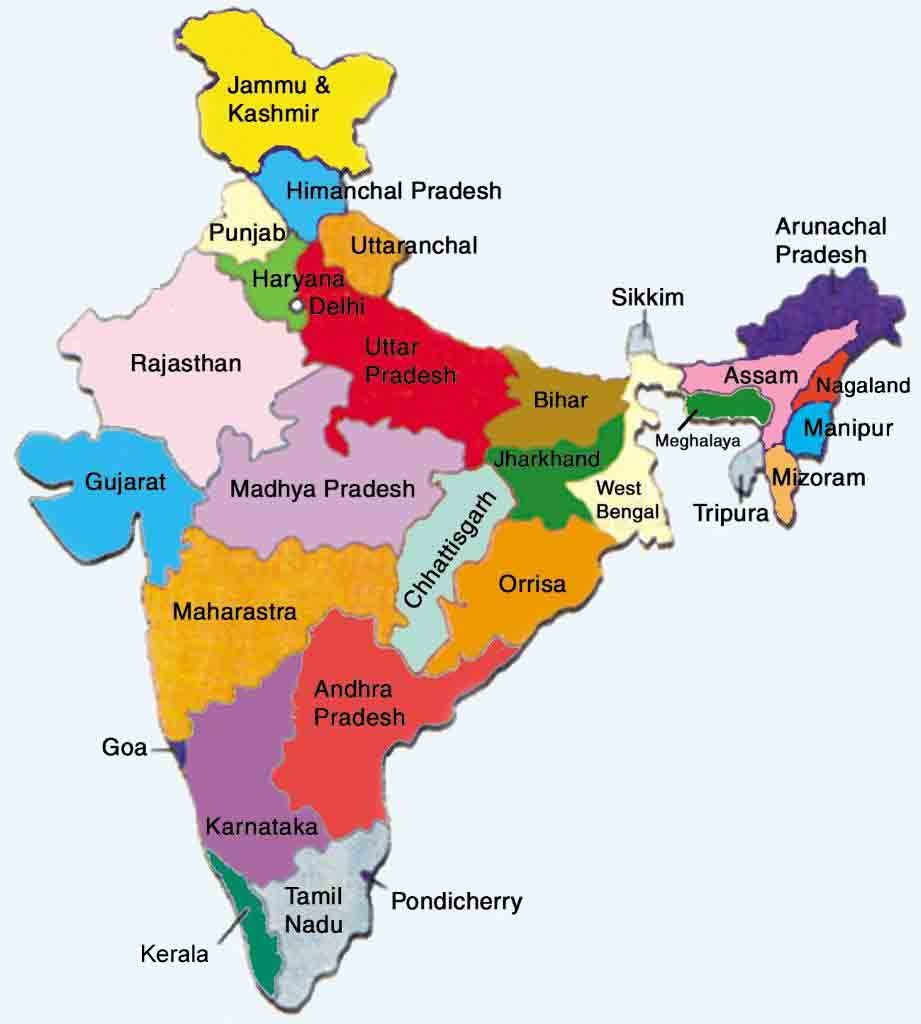 Jammu &
Kashmir
Himanchal Pradesh
Punjab
Uttaranchal
Haryana
Delhi
Arunachal
Pradesh
Sikkim
Rajasthan
Uttar
Pradesh
Bihar
Assam
Nagaland
Meghalaya
Manipur
Jharkhand
Gujarat
Madhya Pradesh
West
Bengal
Mizoram
Tripura
Chhattisgarh
Orrisa
Maharastra
Andhra
Pradesh
Goa
Karnataka
Tamil
Nadu
Pondicherry
Kerala